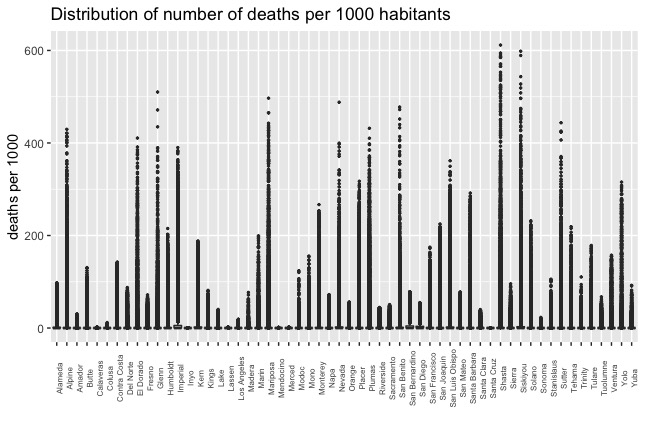 Distribution of number of deaths per 1000 habitants
deaths per 1000
600
400
200
0
Alameda
Alpine
Amador
Butte
Calaveras
Colusa
Contra Costa
Del Norte
El Dorado
Fresno
Glenn
Humboldt
Imperial
Inyo
Kern
Kings
Lake
Lassen
Los Angeles
Madera
Marin
Mariposa
Mendocino
Merced
Modoc
Mono
Monterey
Napa
Nevada
Orange
Placer
Plumas
Riverside
Sacramento
San Benito
San Bernardino
San Diego
San Francisco
San Joaquin
San Luis Obispo
San Mateo
Santa Barbara
Santa Clara
Santa Cruz
Shasta
Sierra
Siskiyou
Solano
Sonoma
Stanislaus
Sutter
Tehama
Trinity
Tulare
Tuolumne
Ventura
Yolo
Yuba